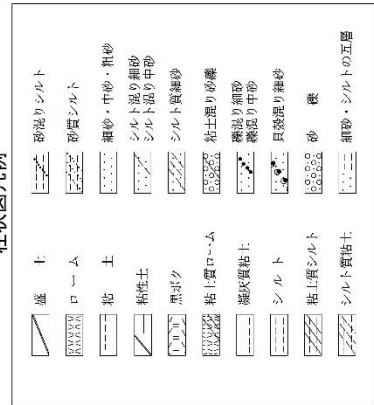 柱状図凡例
盛土
ローム
粘土
粘性土
黒ボク
粘土質ローム
凝灰質粘土
シルト
粘土質シルト
シルト質粘土
砂混りシルト
砂質シルト
細砂・中砂・粗砂
シルト混り細砂
シルト混り中砂
シルト質細砂
粘土混り砂礫
礫混り細砂
礫混り中砂
貝殻混り細砂
砂礫
細砂・シルトの互層